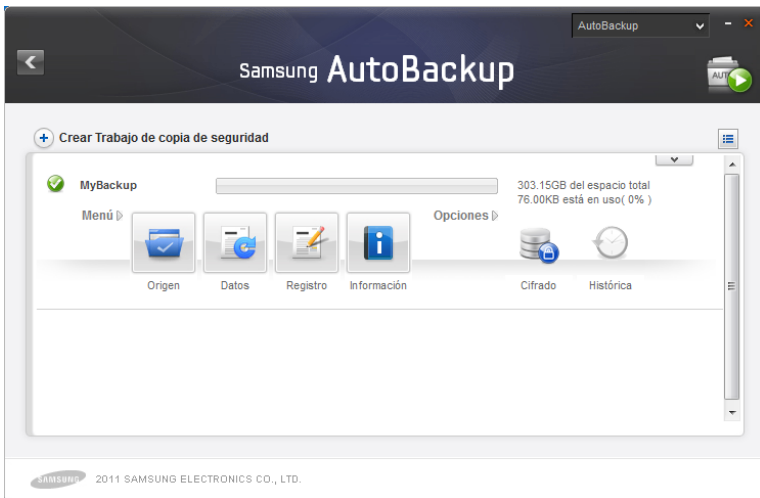 AutoBackup
Samsung AutoBackup
AUT
Crear Trabajo de copia de seguridad
MyBackup
303.15GB del espacio total
76.00KB está en uso( 0% )
Menú
Opciones
Origen
Datos
Registro
Información
Cifrado
Histórica
SAMSUNG
2011 SAMSUNG ELECTRONICS CO., LTD.